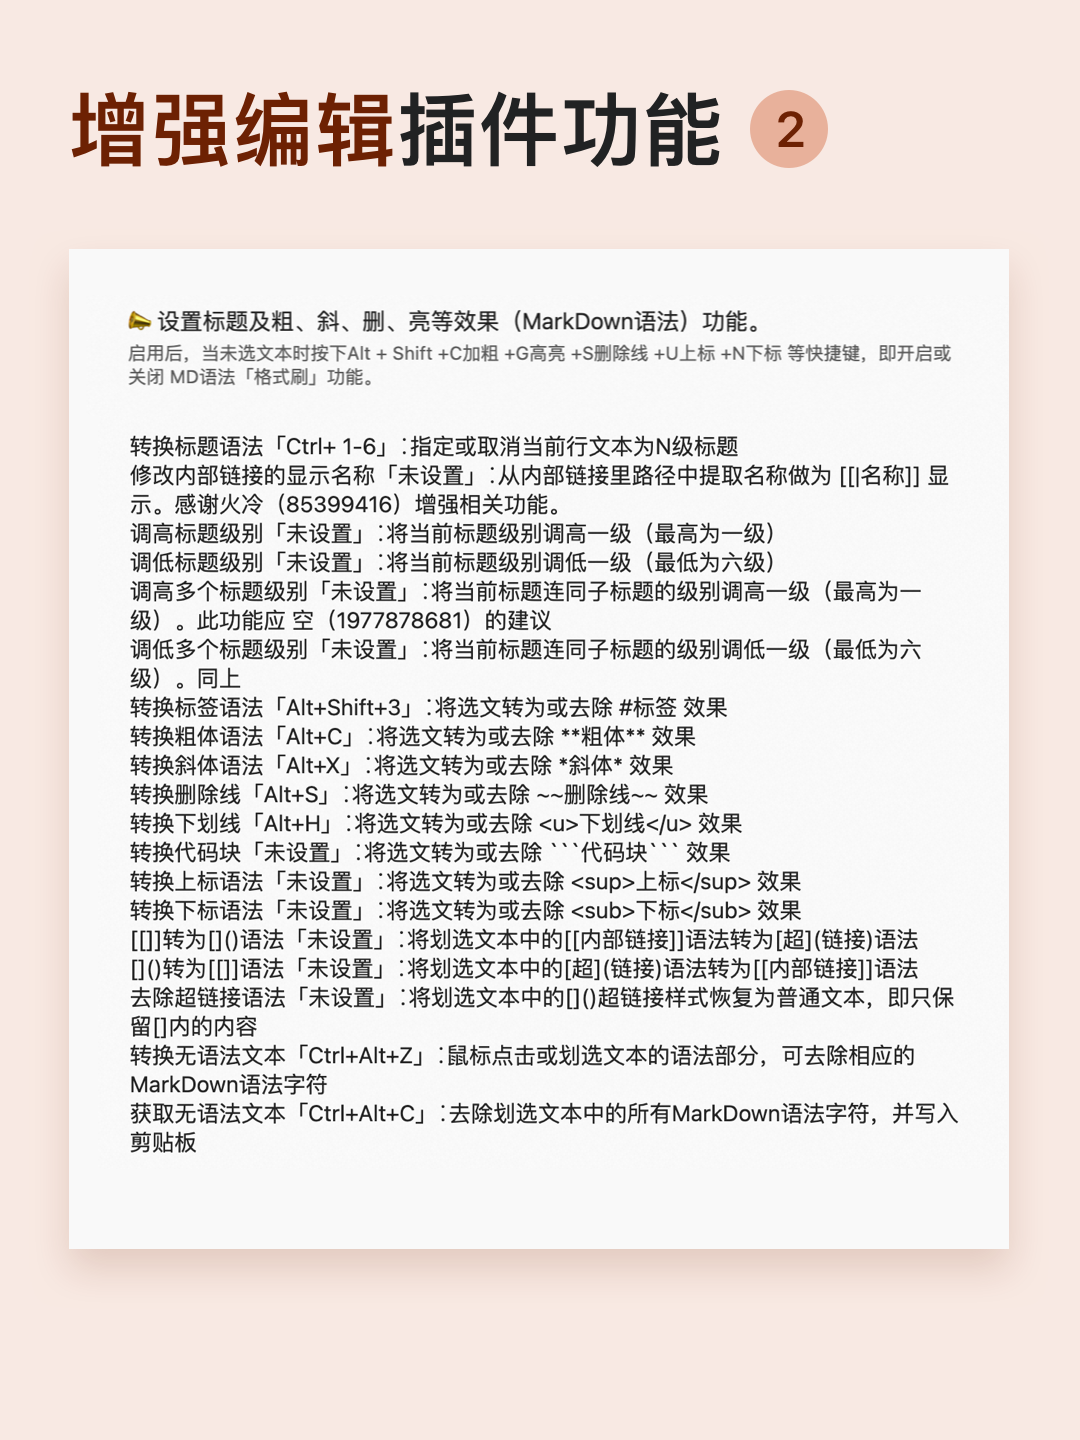 增强编辑插件功能 2
📣 设置标题及粗、斜、删、亮等效果（MarkDown语法）功能。
启用后，当未选文本时按下Alt + Shift +C加粗 +G高亮 +S删除线 +U上标 +N下标 等快捷键，即开启或
关闭 MD语法「格式刷」功能。
转换标题语法「Ctrl+ 1-6」:指定或取消当前行文本为N级标题
修改内部链接的显示名称「未设置」:从内部链接里路径中提取名称做为 [[|名称]] 显
示。感谢火冷（85399416）增强相关功能。
调高标题级别「未设置」:将当前标题级别调高一级（最高为一级）
调低标题级别「未设置」:将当前标题级别调低一级（最低为六级）
调高多个标题级别「未设置」:将当前标题连同子标题的级别调高一级（最高为一
级）。此功能应 空（1977878681）的建议
调低多个标题级别「未设置」:将当前标题连同子标题的级别调低一级（最低为六
级）。同上
转换标签语法「Alt+Shift+3」:将选文转为或去除 #标签 效果
转换粗体语法「Alt+C」:将选文转为或去除 **粗体** 效果
转换斜体语法「Alt+X」:将选文转为或去除 *斜体* 效果
转换删除线「Alt+S」:将选文转为或去除 ~~删除线~~ 效果
转换下划线「Alt+H」:将选文转为或去除 <u>下划线</u> 效果
转换代码块「未设置」:将选文转为或去除 ```代码块``` 效果
转换上标语法「未设置」:将选文转为或去除 <sup>上标</sup> 效果
转换下标语法「未设置」:将选文转为或去除 <sub>下标</sub> 效果
[[]]转为[]()语法「未设置」:将划选文本中的[[内部链接]]语法转为[超](链接)语法
[]()转为[[]]语法「未设置」:将划选文本中的[超](链接)语法转为[[内部链接]]语法
去除超链接语法「未设置」:将划选文本中的[]()超链接样式恢复为普通文本，即只保
留[]内的内容
转换无语法文本「Ctrl+Alt+Z」:鼠标点击或划选文本的语法部分，可去除相应的
MarkDown语法字符
获取无语法文本「Ctrl+Alt+C」:去除划选文本中的所有MarkDown语法字符，并写入
剪贴板